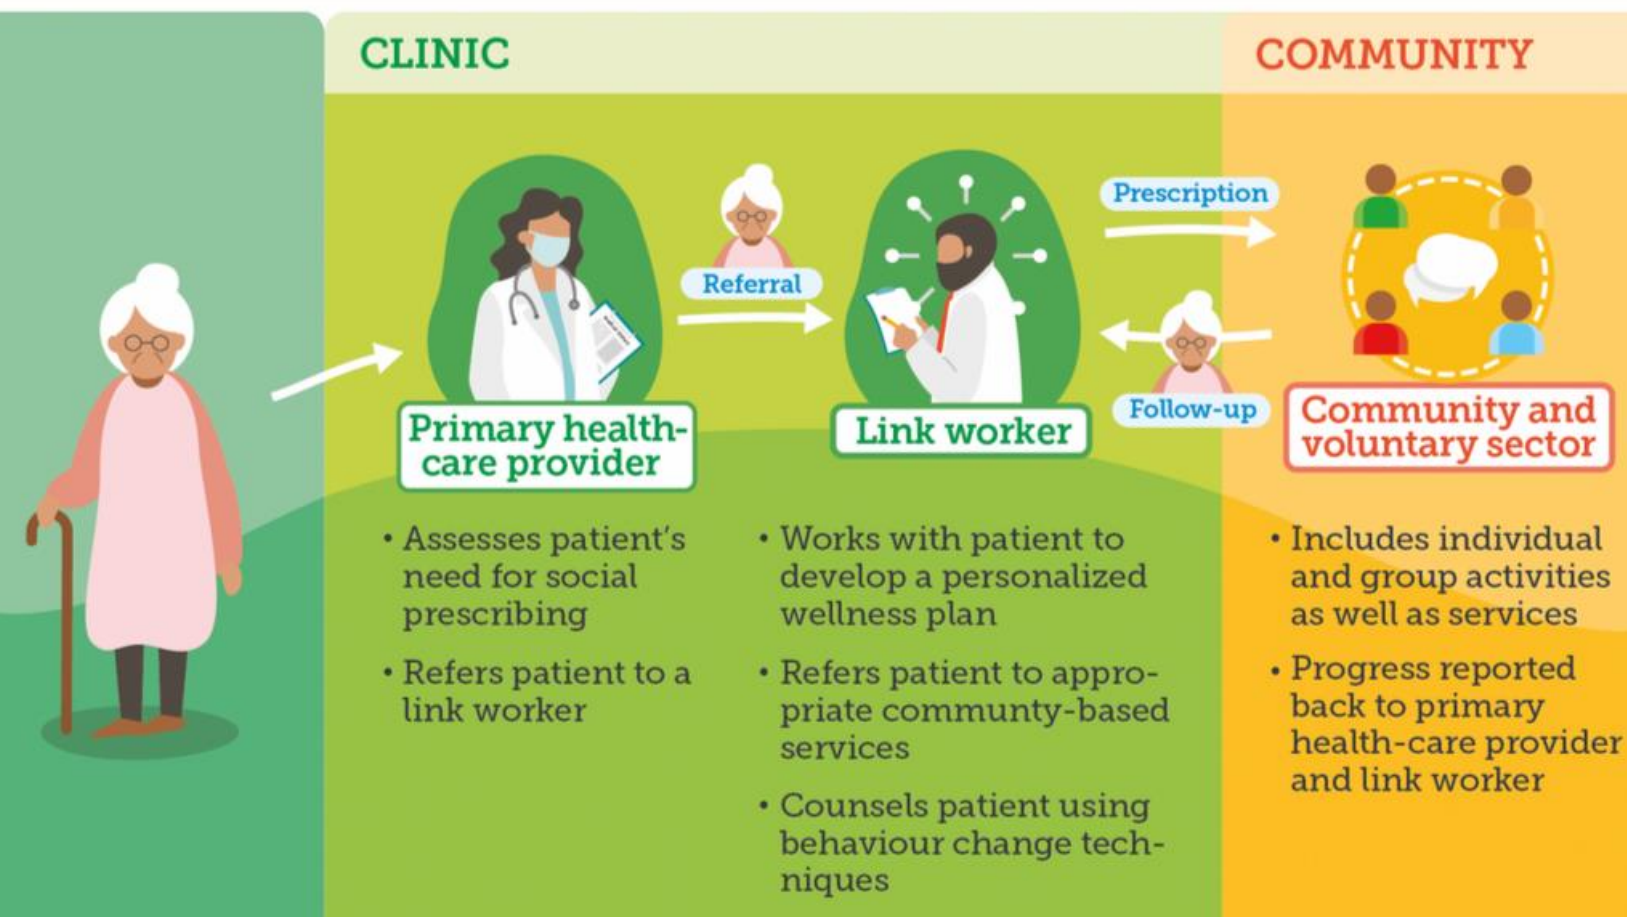 CLINIC
COMMUNITY
Prescription
Referral
Follow-up
Primary health-
care provider
Link worker
Community and
voluntary sector
• Assesses patient's
need for social
prescribing
• Refers patient to a
link worker
• Works with patient to
develop a personalized
wellness plan
• Refers patient to appro-
priate communty-based
services
• Counsels patient using
behaviour change tech-
niques
• Includes individual
and group activities
as well as services
• Progress reported
back to primary
health-care provider
and link worker